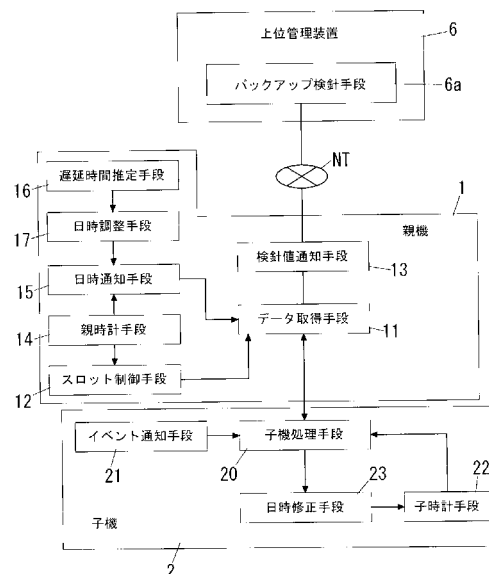 上位管理装置
6
バックアップ検針手段
6a
NT
遅延時間推定手段
16
1
日時調整手段
親機
17
検針値通知手段
日時通知手段
13
15
親時計手段
データ取得手段
14
11
スロット制御手段
12
イベント通知手段
子機処理手段
22
21
20
23
日時修正手段
子時計手段
子機
2